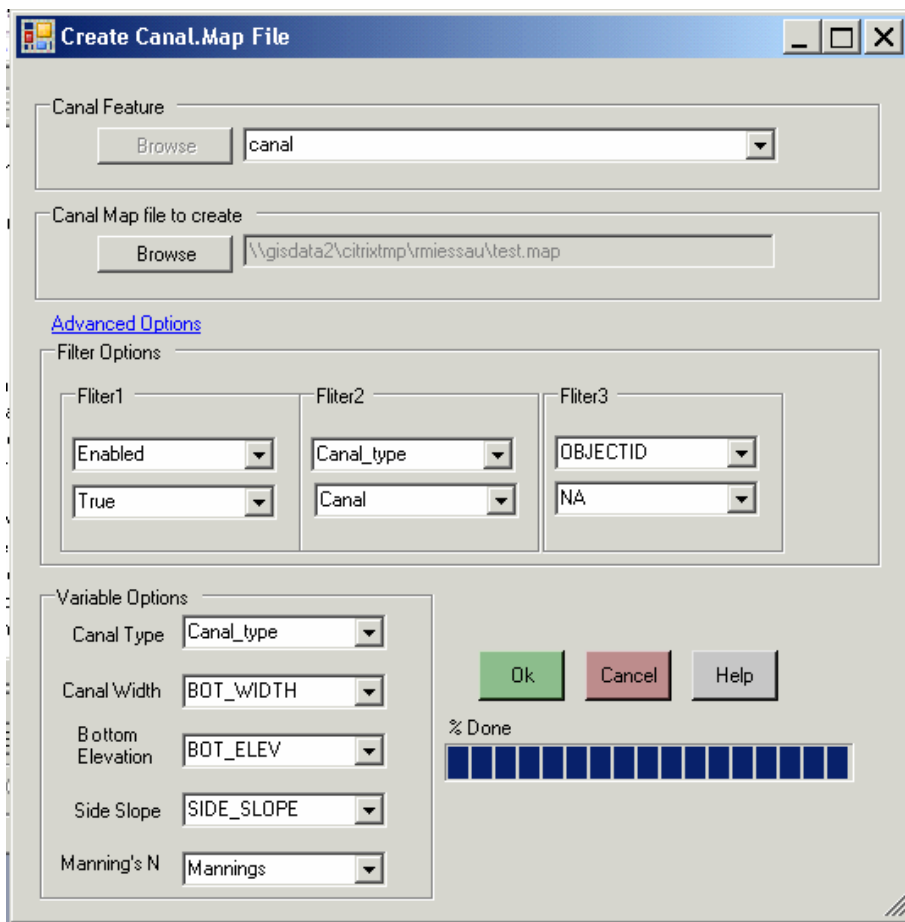 Create Canal.Map File
Canal Feature
Browse
canal
Canal Map file to create
Browse
\\gisdata2\citrixtmp\rmiessau\test.map
Advanced Options
Filter Options
Fliter1
Fliter2
Fliter3
Enabled
Canal_type
OBJECTID
True
Canal
NA
Variable Options
Canal Type
Canal_type
Canal Width
BOT_WIDTH
Bottom
Elevation
BOT_ELEV
Side Slope
SIDE_SLOPE
Manning's N
Mannings
Ok
Cancel
Help
% Done